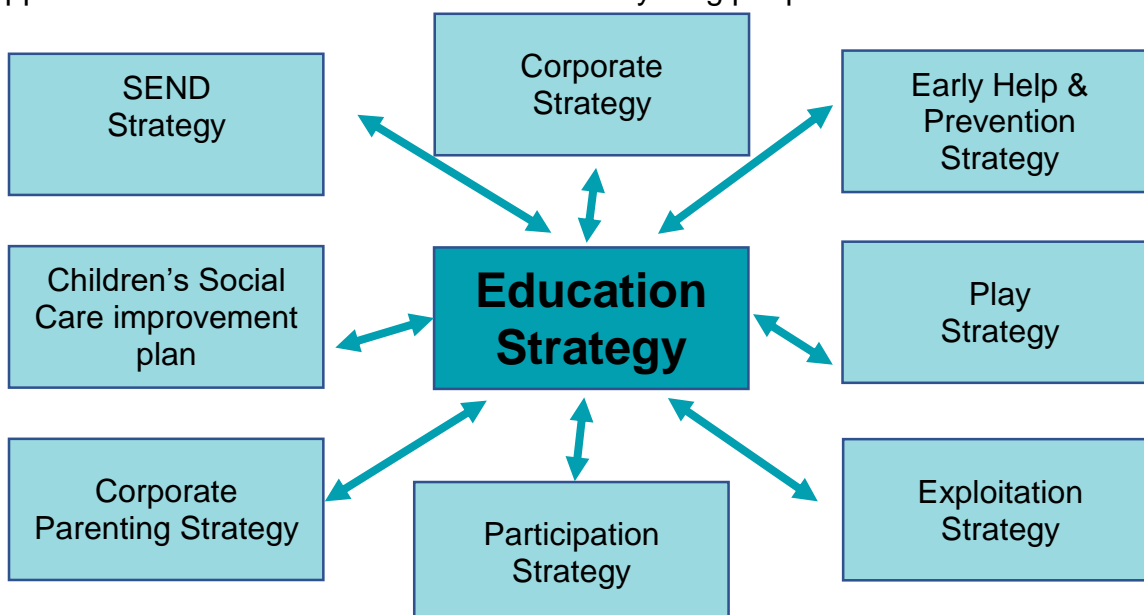 SEND
Strategy
Corporate
Strategy
Early Help &
Prevention
Strategy
Children’s Social
Care improvement
plan
Education
Strategy
Play
Strategy
Corporate
Parenting Strategy
Participation
Strategy
Exploitation
Strategy